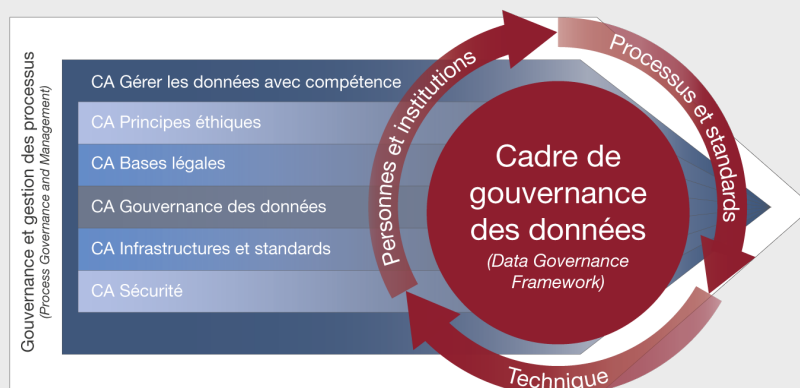 Gouvernance et gestion des processus
(Process Governance and Management)
CA Gérer les données avec compétence
CA Principes éthiques
CA Bases légales
CA Gouvernance des données
CA Infrastructures et standards
CA Sécurité
Personnes et institutions
Processus et standards
Technique
Cadre de
gouvernance
des données
(Data Governance
Framework)